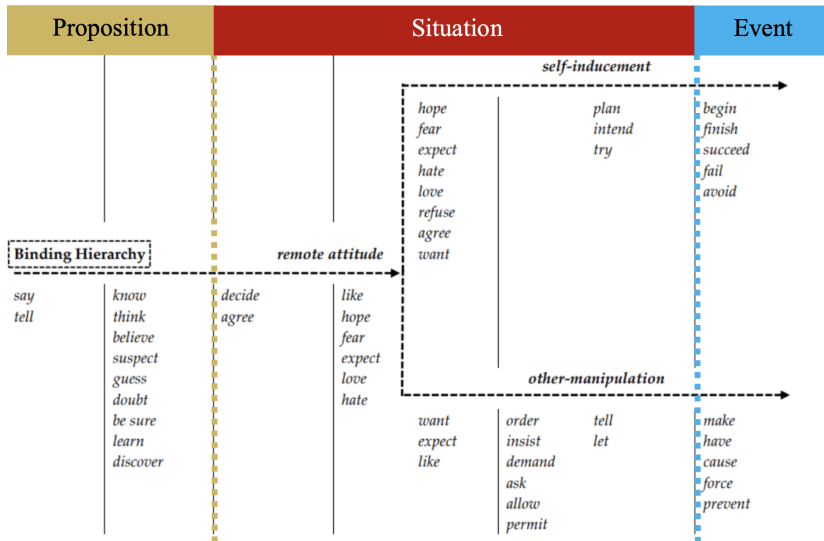 Proposition
Situation
Event
self-inducement
hope
fear
expect
hate
love
refuse
agree
want
plan
intend
try
begin
finish
succeed
fail
avoid
Binding Hierarchy
remote attitude
say
tell
know
think
believe
suspect
guess
doubt
be sure
learn
discover
decide
agree
like
hope
fear
expect
love
hate
other-manipulation
want
expect
like
order
insist
demand
ask
allow
permit
tell
let
make
have
cause
force
prevent